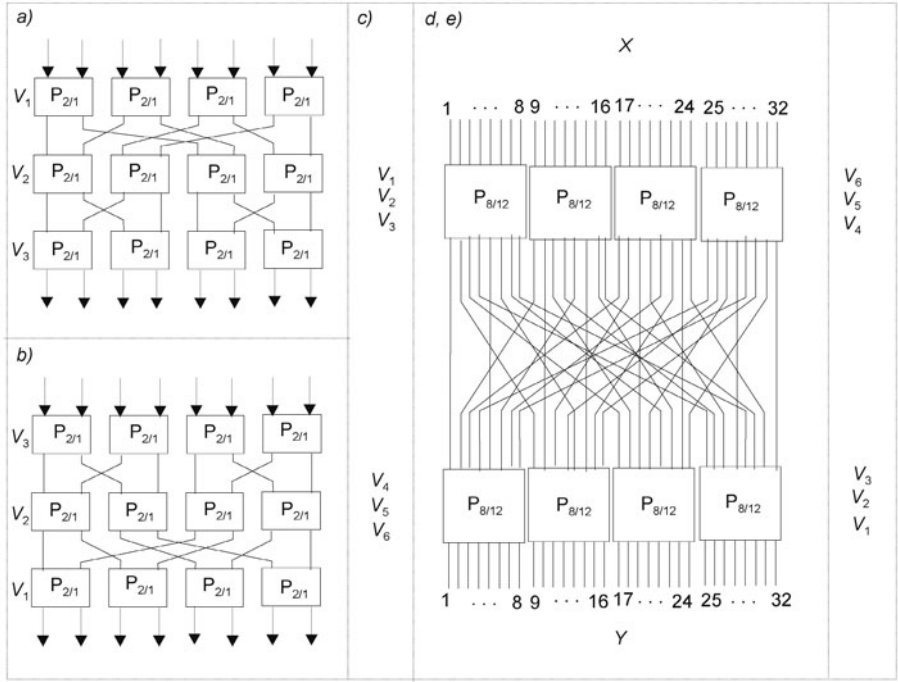 a)
V1 P2/1 P2/1 P2/1 P2/1
V2 P2/1 P2/1 P2/1 P2/1
V3 P2/1 P2/1 P2/1 P2/1
b)
V3 P2/1 P2/1 P2/1 P2/1
V2 P2/1 P2/1 P2/1 P2/1
V1 P2/1 P2/1 P2/1 P2/1
c)
V1
V2
V3
V4
V5
V6
d, e)
X
1 ··· 8 9 ··· 16 17 ··· 24 25 ··· 32
P8/12 P8/12 P8/12 P8/12
P8/12 P8/12 P8/12 P8/12
1 ··· 8 9 ··· 16 17 ··· 24 25 ··· 32
Y
V6
V5
V4
V3
V2
V1